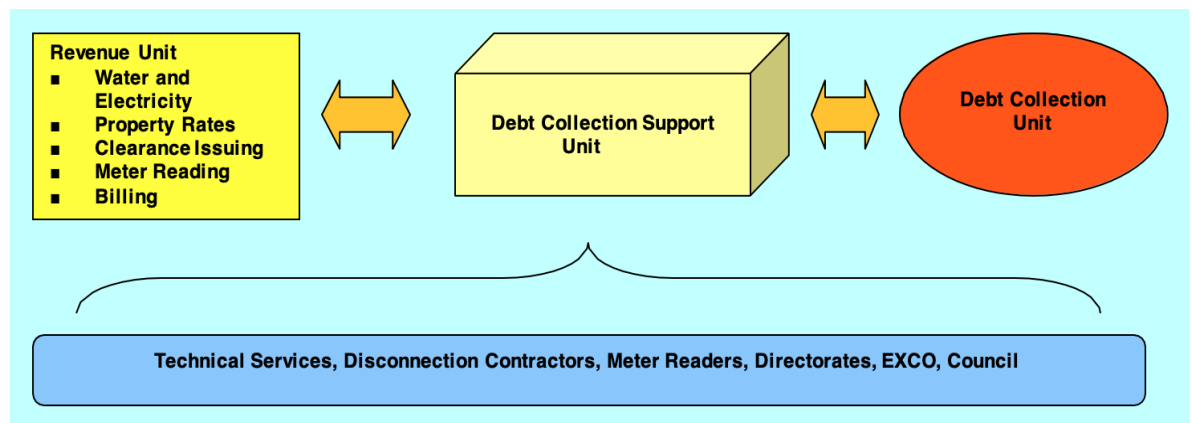 Revenue Unit
▪ Water and
Electricity
▪ Property Rates
▪ Clearance Issuing
▪ Meter Reading
▪ Billing
Debt Collection Support
Unit
Debt Collection
Unit
Technical Services, Disconnection Contractors, Meter Readers, Directorates, EXCO, Council